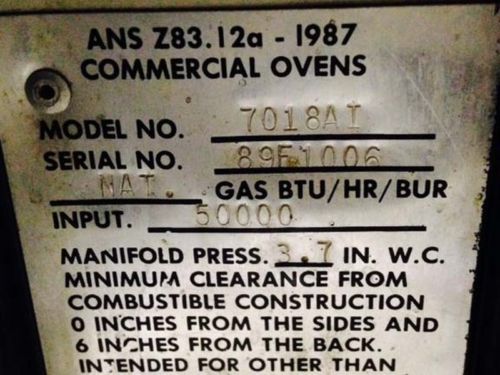 ANS Z83.12a - 1987
COMMERCIAL OVENS
MODEL NO. 7018AI
SERIAL NO. 89F1006
NAT. GAS BTU/HR/BUR
INPUT. 50000
MANIFOLD PRESS. 3.7 IN. W.C.
MINIMUM CLEARANCE FROM
COMBUSTIBLE CONSTRUCTION
0 INCHES FROM THE SIDES AND
6 INCHES FROM THE BACK.
INTENDED FOR OTHER THAN